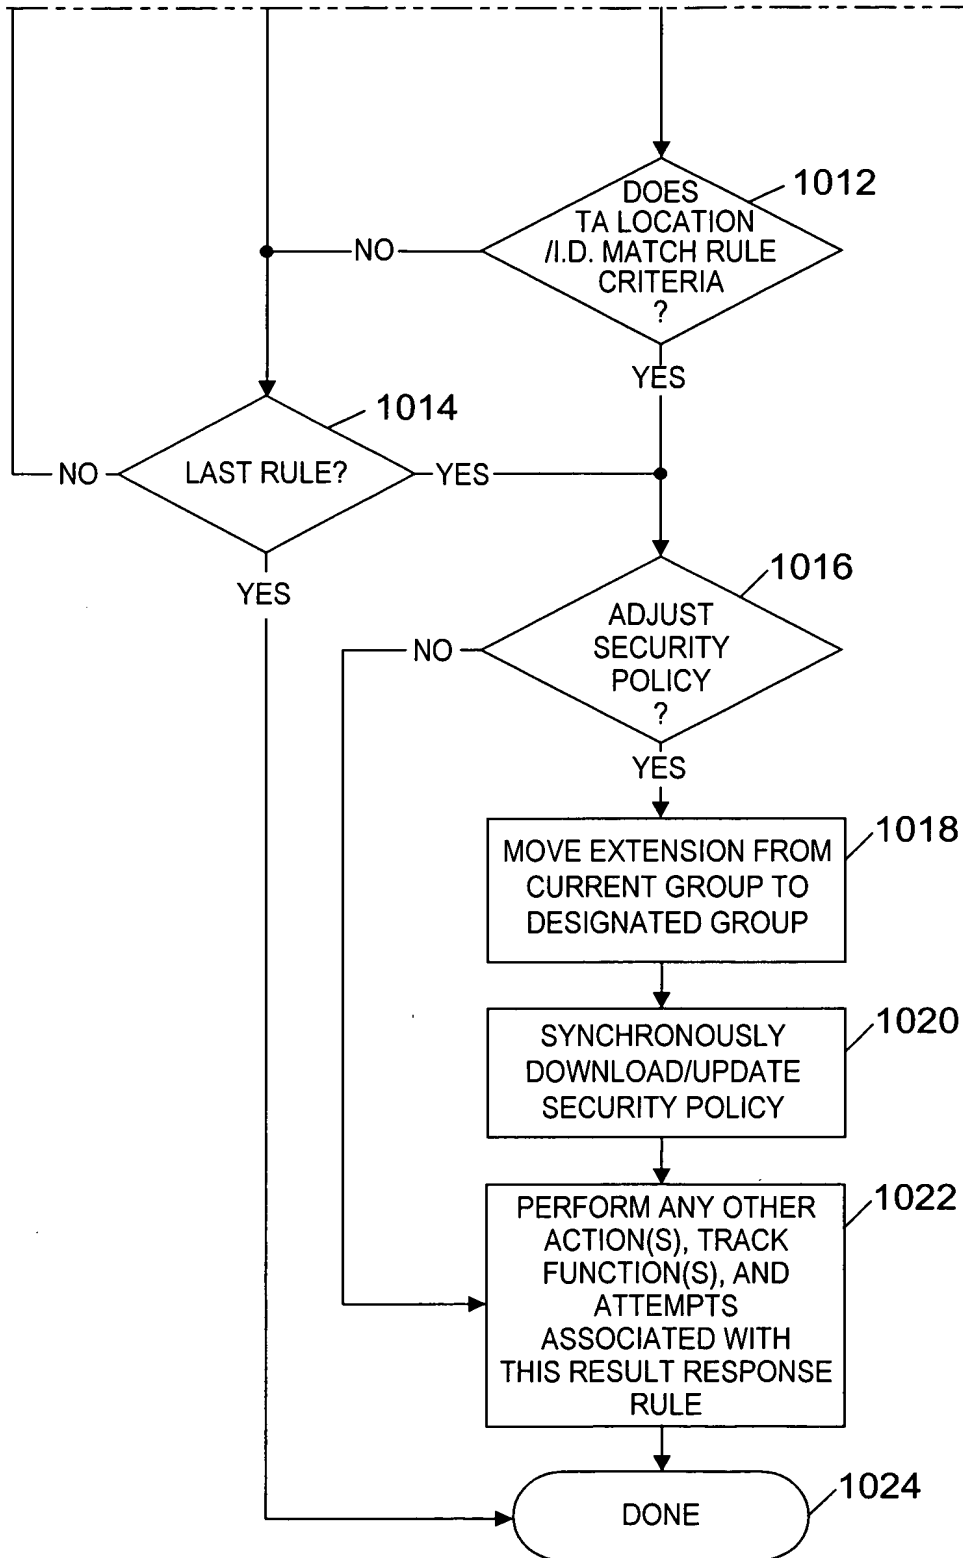 1012
DOES
TA LOCATION
/I.D. MATCH RULE
CRITERIA
?
NO
YES
1014
LAST RULE?
NO
YES
YES
1016
ADJUST
SECURITY
POLICY
?
NO
YES
1018
MOVE EXTENSION FROM
CURRENT GROUP TO
DESIGNATED GROUP
1020
SYNCHRONOUSLY
DOWNLOAD/UPDATE
SECURITY POLICY
1022
PERFORM ANY OTHER
ACTION(S), TRACK
FUNCTION(S), AND
ATTEMPTS
ASSOCIATED WITH
THIS RESULT RESPONSE
RULE
1024
DONE